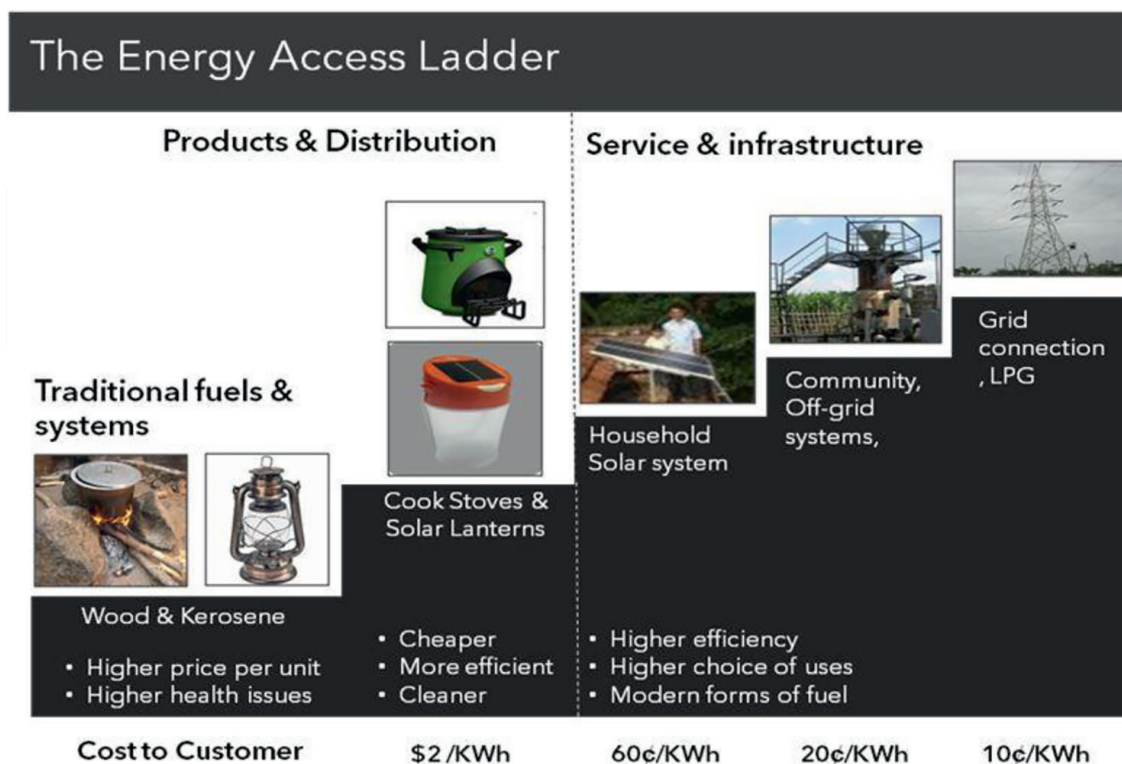 The Energy Access Ladder
Products & Distribution
Service & infrastructure
Traditional fuels &
systems
Wood & Kerosene
▪ Higher price per unit
▪ Higher health issues
Cook Stoves &
Solar Lanterns
▪ Cheaper
▪ More efficient
▪ Cleaner
Household
Solar system
Community,
Off-grid
systems,
Grid
connection
, LPG
▪ Higher efficiency
▪ Higher choice of uses
▪ Modern forms of fuel
Cost to Customer
$2/KWh
60¢/KWh
20¢/KWh
10¢/KWh